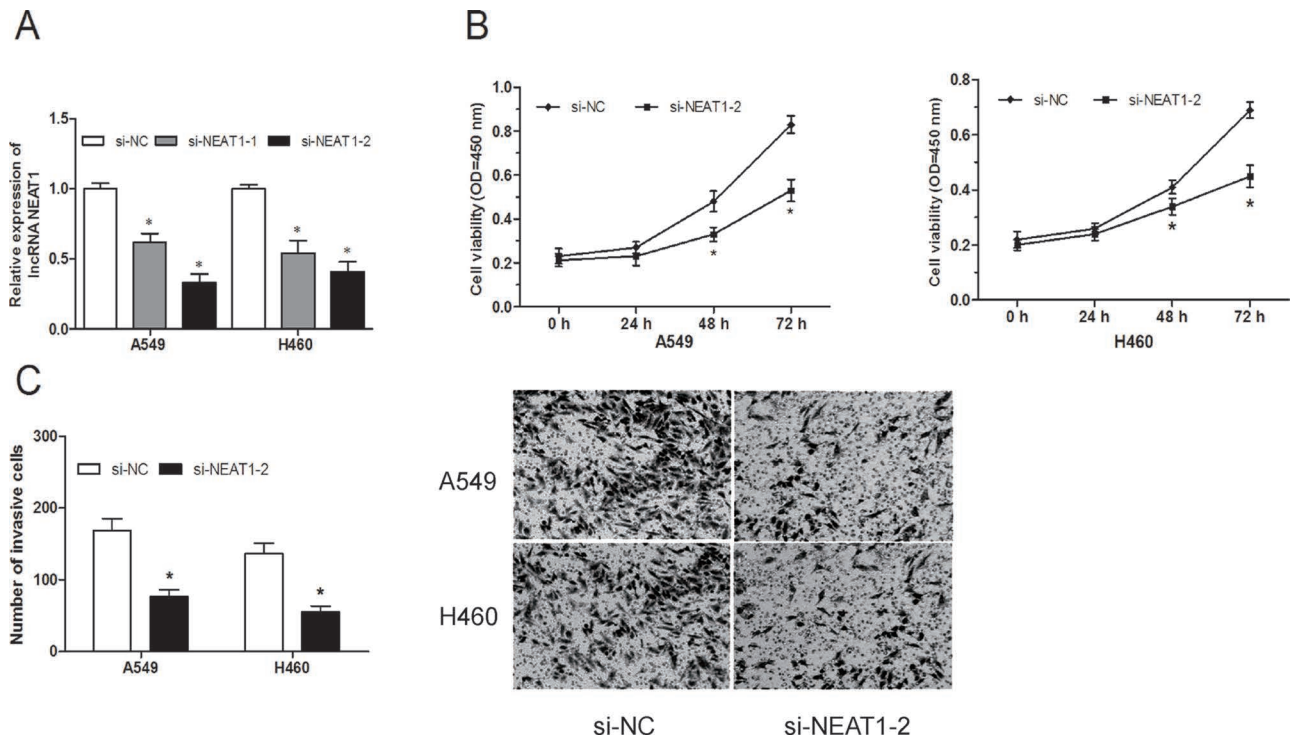 A
Relative expression of
lncRNA NEAT1
1.5
1.0
0.5
0.0
si-NC
si-NEAT1-1
si-NEAT1-2
*
*
*
*
A549
H460
B
Cell viability (OD=450 nm)
1.0
0.8
0.6
0.4
0.2
0.0
si-NC
si-NEAT1-2
*
*
0 h
24 h
48 h
72 h
A549
Cell viability (OD=450 nm)
0.8
0.6
0.4
0.2
0.0
si-NC
si-NEAT1-2
*
*
0 h
24 h
48 h
72 h
H460
C
Number of invasive cells
300
200
100
0
si-NC
si-NEAT1-2
*
*
A549
H460
A549
H460
si-NC
si-NEAT1-2